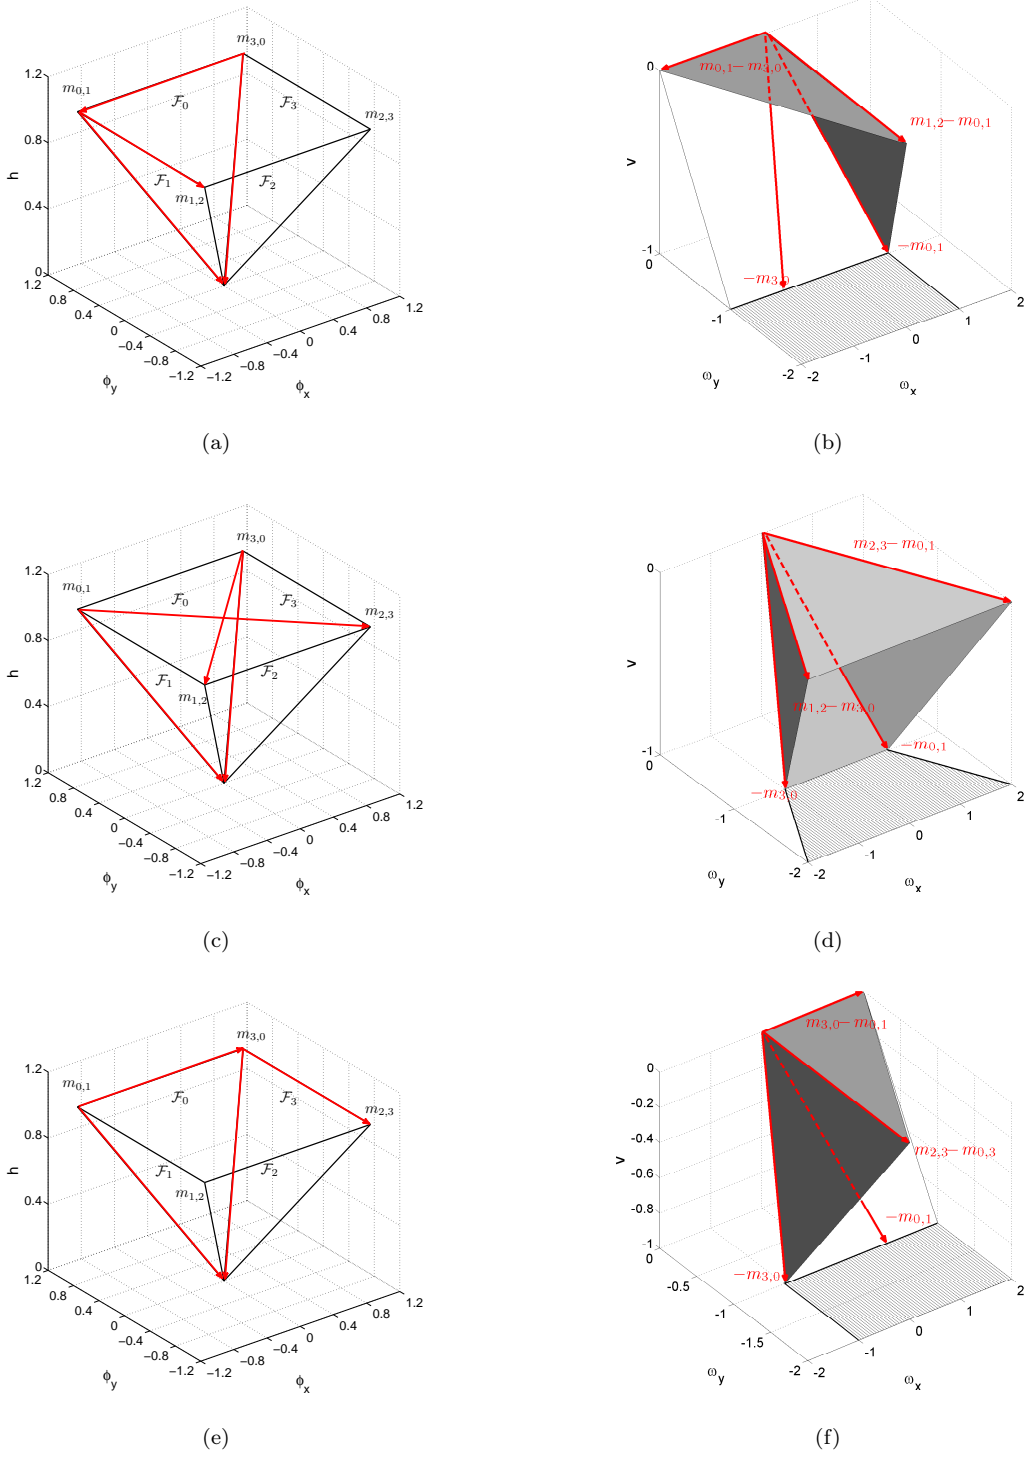 m3,0
1.2
m0,1
F0
F3
m2,3
0.8
h
F1
F2
m1,2
0.4
0
1.2
0.8
0.4
0
−0.4
−0.8
−1.2
−1.2
−0.8
−0.4
0
0.4
0.8
1.2
ϕy
ϕx
(a)
0
m0,1−m3,0
m1,2−m0,1
v
−m0,1
-1
0
−m3,0
-1
-2
-2
-1
0
1
2
ωy
ωx
(b)
m3,0
1.2
m0,1
F0
F3
m2,3
0.8
h
F1
F2
m1,2
0.4
0
1.2
0.8
0.4
0
−0.4
−0.8
−1.2
−1.2
−0.8
−0.4
0
0.4
0.8
1.2
ϕy
ϕx
(c)
m2,3−m0,1
0
v
m1,2−m3,0
−m0,1
-1
0
−m3,0
-1
-2
-2
-1
0
1
2
ωy
ωx
(d)
m3,0
1.2
m0,1
F0
F3
m2,3
0.8
h
F1
F2
m1,2
0.4
0
1.2
0.8
0.4
0
−0.4
−0.8
−1.2
−1.2
−0.8
−0.4
0
0.4
0.8
1.2
ϕy
ϕx
(e)
m3,0−m0,1
0
-0.2
-0.4
m2,3−m0,3
v
-0.6
-0.8
−m0,1
-1
0
−m3,0
-0.5
-1
-1.5
-2
-2
-1
0
1
2
ωy
ωx
(f)